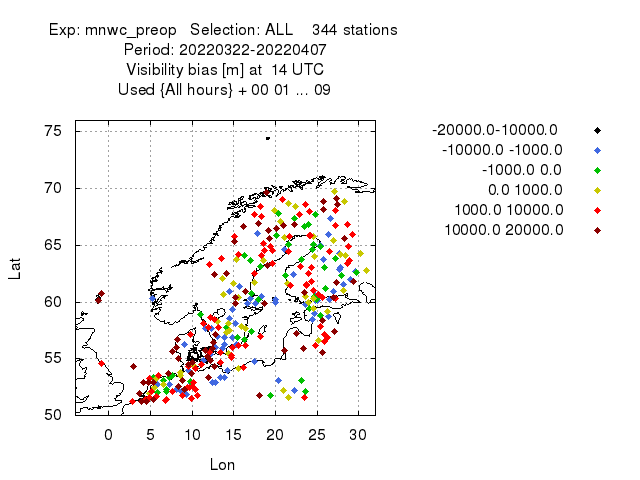 Exp: mnwc_preop   Selection: ALL    344 stations
Period: 20220322-20220407
Visibility bias [m] at  14 UTC
Used {All hours} + 00 01 ... 09
-20000.0-10000.0
-10000.0 -1000.0
-1000.0 0.0
0.0 1000.0
1000.0 10000.0
10000.0 20000.0
75
70
65
60
55
50
Lat
0 5 10 15 20 25 30
Lon